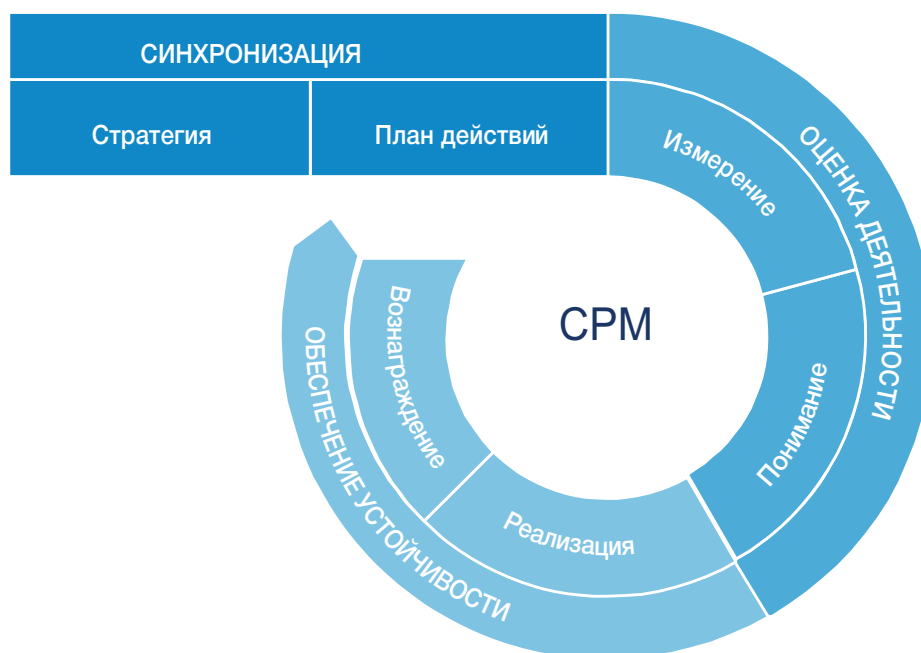 СИНХРОНИЗАЦИЯ
Стратегия
План действий
ОЦЕНКА ДЕЯТЕЛЬНОСТИ
Измерение
Понимание
CPM
Реализация
Вознаграждение
ОБЕСПЕЧЕНИЕ УСТОЙЧИВОСТИ